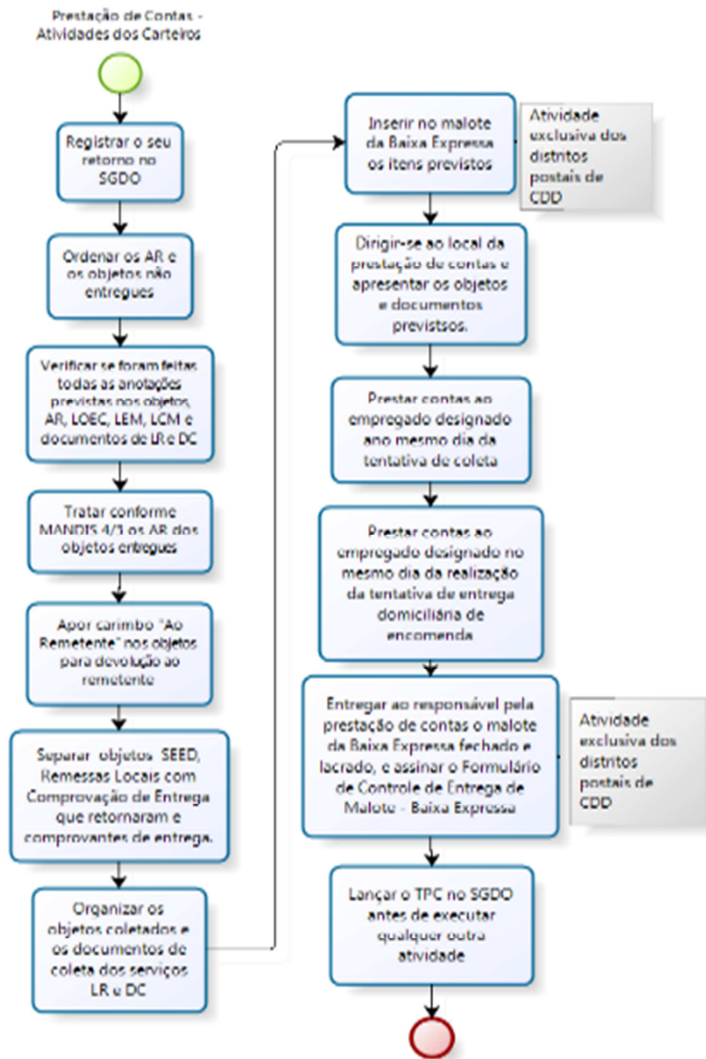 Prestação de Contas -
Atividades dos Carteiros
Registrar o seu
retorno no
SGDO
Ordenar os AR e
os objetos não
entregues
Verificar se foram feitas
todas as anotações
previstas nos objetos,
AR, LOEC, LEM, LCM e
documentos de LR e DC
Tratar conforme
MANDIS 4/3 os AR dos
objetos entregues
Apor carimbo "Ao
Remetente" nos objetos
para devolução ao
remetente
Separar objetos SEED,
Remessas Locais com
Comprovação de Entrega
que retornaram e
comprovantes de entrega.
Organizar os
objetos coletados e
os documentos de
coleta dos serviços
LR e DC
Inserir no malote
da Baixa Expressa
os itens previstos
Atividade
exclusiva dos
distritos
postais de
CDD
Dirigir-se ao local da
prestação de contas e
apresentar os objetos
e documentos
previstsos.
Prestar contas ao
empregado designado
ano mesmo dia da
tentativa de coleta
Prestar contas ao
empregado designado no
mesmo dia da realização
da tentativa de entrega
domiciliária de
encomenda
Entregar ao responsável pela
prestação de contas o malote
da Baixa Expressa fechado e
lacrado, e assinar o Formulário
de Controle de Entrega de
Malote - Baixa Expressa
Atividade
exclusiva dos
distritos
postais de
CDD
Lançar o TPC no SGDO
antes de executar
qualquer outra
atividade